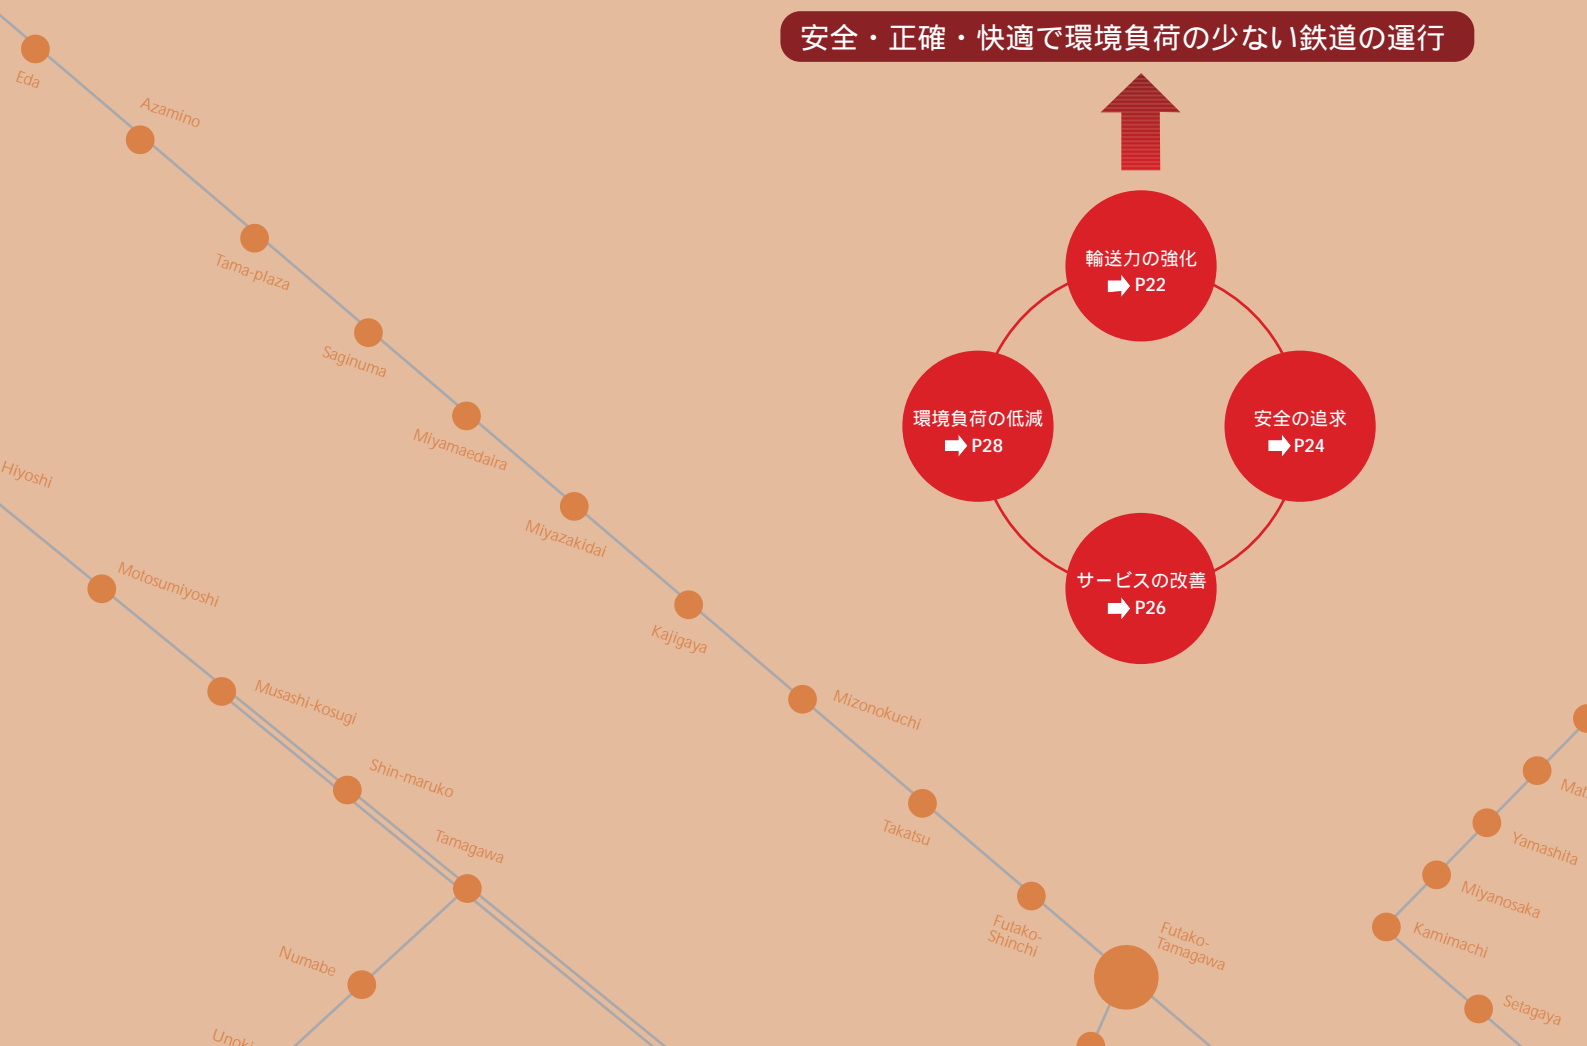 安全・正確・快適で環境負荷の少ない鉄道の運行
輸送力の強化
P22
環境負荷の低減
P28
安全の追求
P24
サービスの改善
P26
Eda
Azamino
Tama-plaza
Saginuma
Miyamaedaira
Miyazakidai
Kajigaya
Mizonokuchi
Takatsu
Futako-
Shinchi
Futako-
Tamagawa
Hiyoshi
Motosumiyoshi
Musashi-kosugi
Shin-maruko
Tamagawa
Numabe
Yamashita
Miyanosaka
Kamimachi
Setagaya